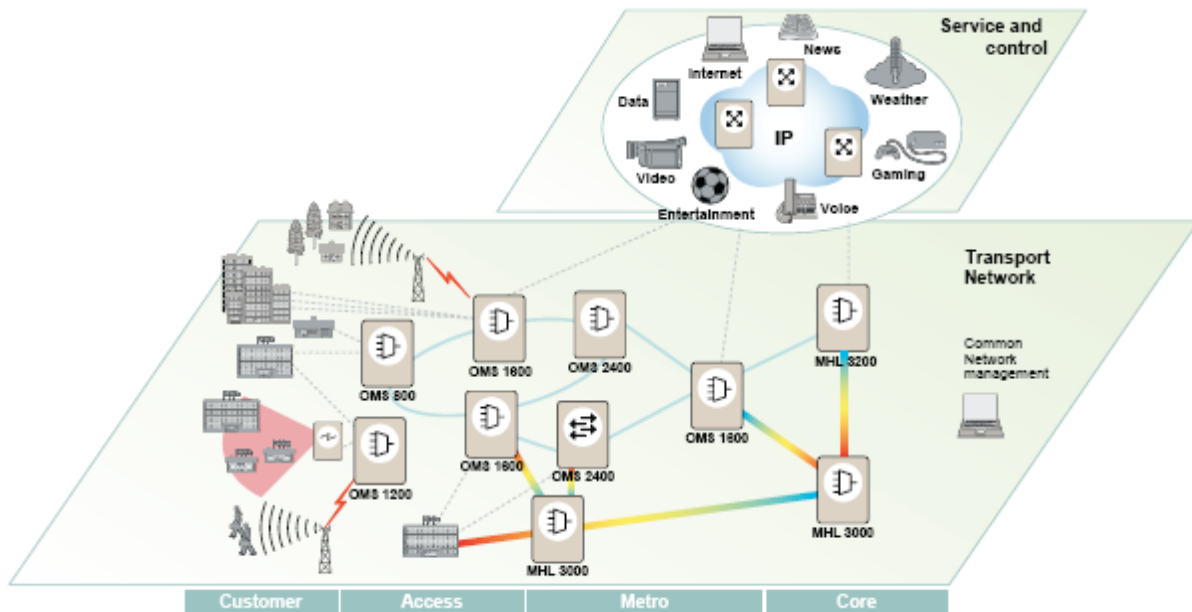 Service and
control
News
Internet
Weather
Data
IP
Video
Gaming
Entertainment
Voice
Transport
Network
OMS 1600
OMS 2400
MHL 3200
Common
Network
management
OMS 800
OMS 1600
OMS 1600
OMS 2400
OMS 1200
MHL 3000
MHL 3000
Customer
Access
Metro
Core